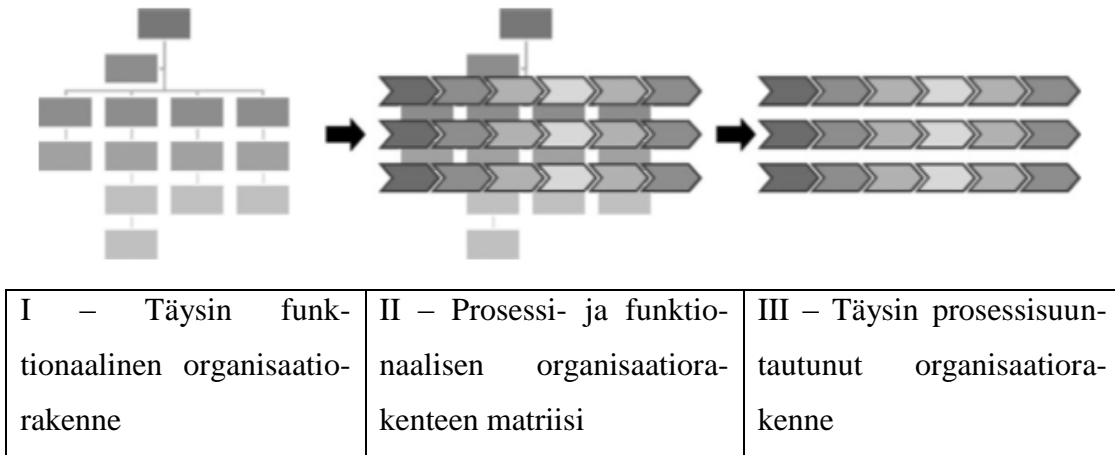 I – Täysin funk-
tionaalinen organisaatio-
rakenne
II – Prosessi- ja funktio-
naalisen organisaatiora-
kenteen matriisi
III – Täysin prosessisuun-
tautunut organisaatiora-
kenne